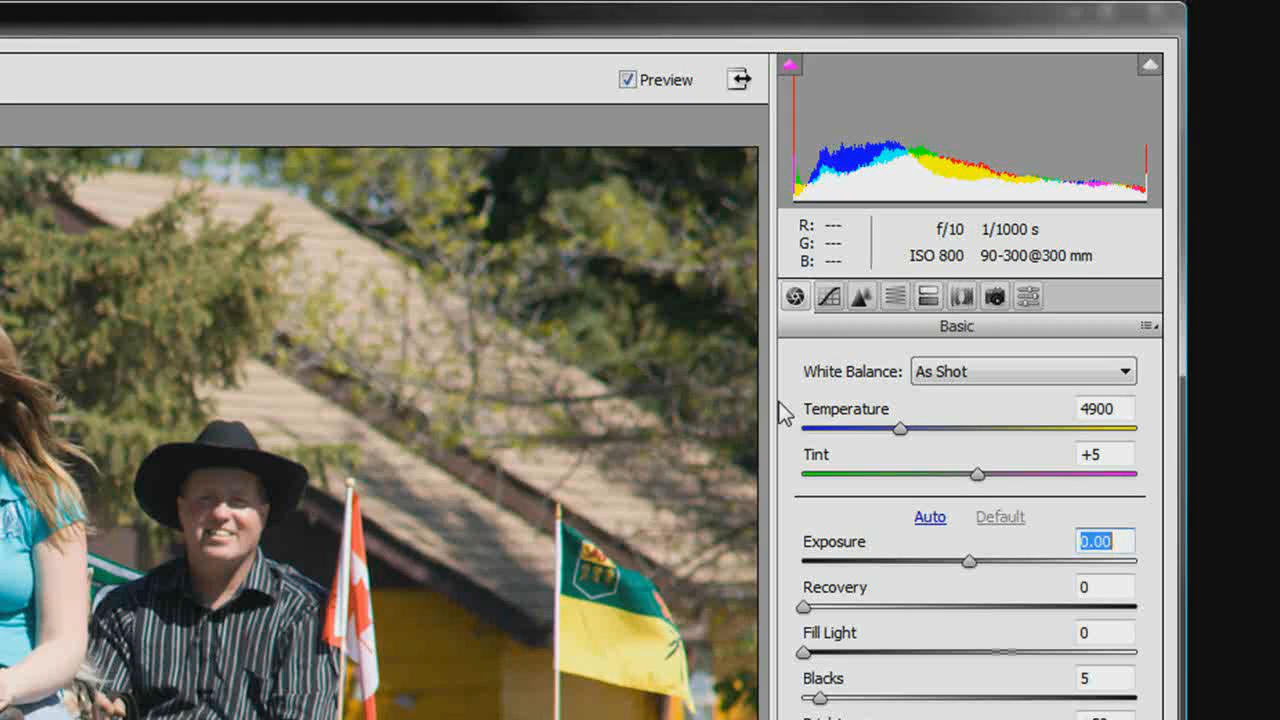 Preview
R: --- f/10 1/1000 s
G: ---
B: --- ISO 800 90-300@300 mm
Basic
White Balance: As Shot
Temperature 4900
Tint +5
Auto Default
Exposure 0.00
Recovery 0
Fill Light 0
Blacks 5